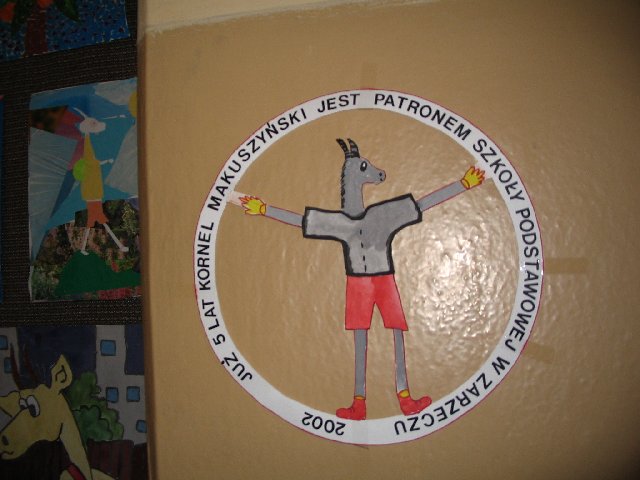 JUŻ 5 LAT KORNEL MAKUSZYŃSKI JEST PATRONEM SZKOŁY PODSTAWOWEJ W ZARZECZU
2002